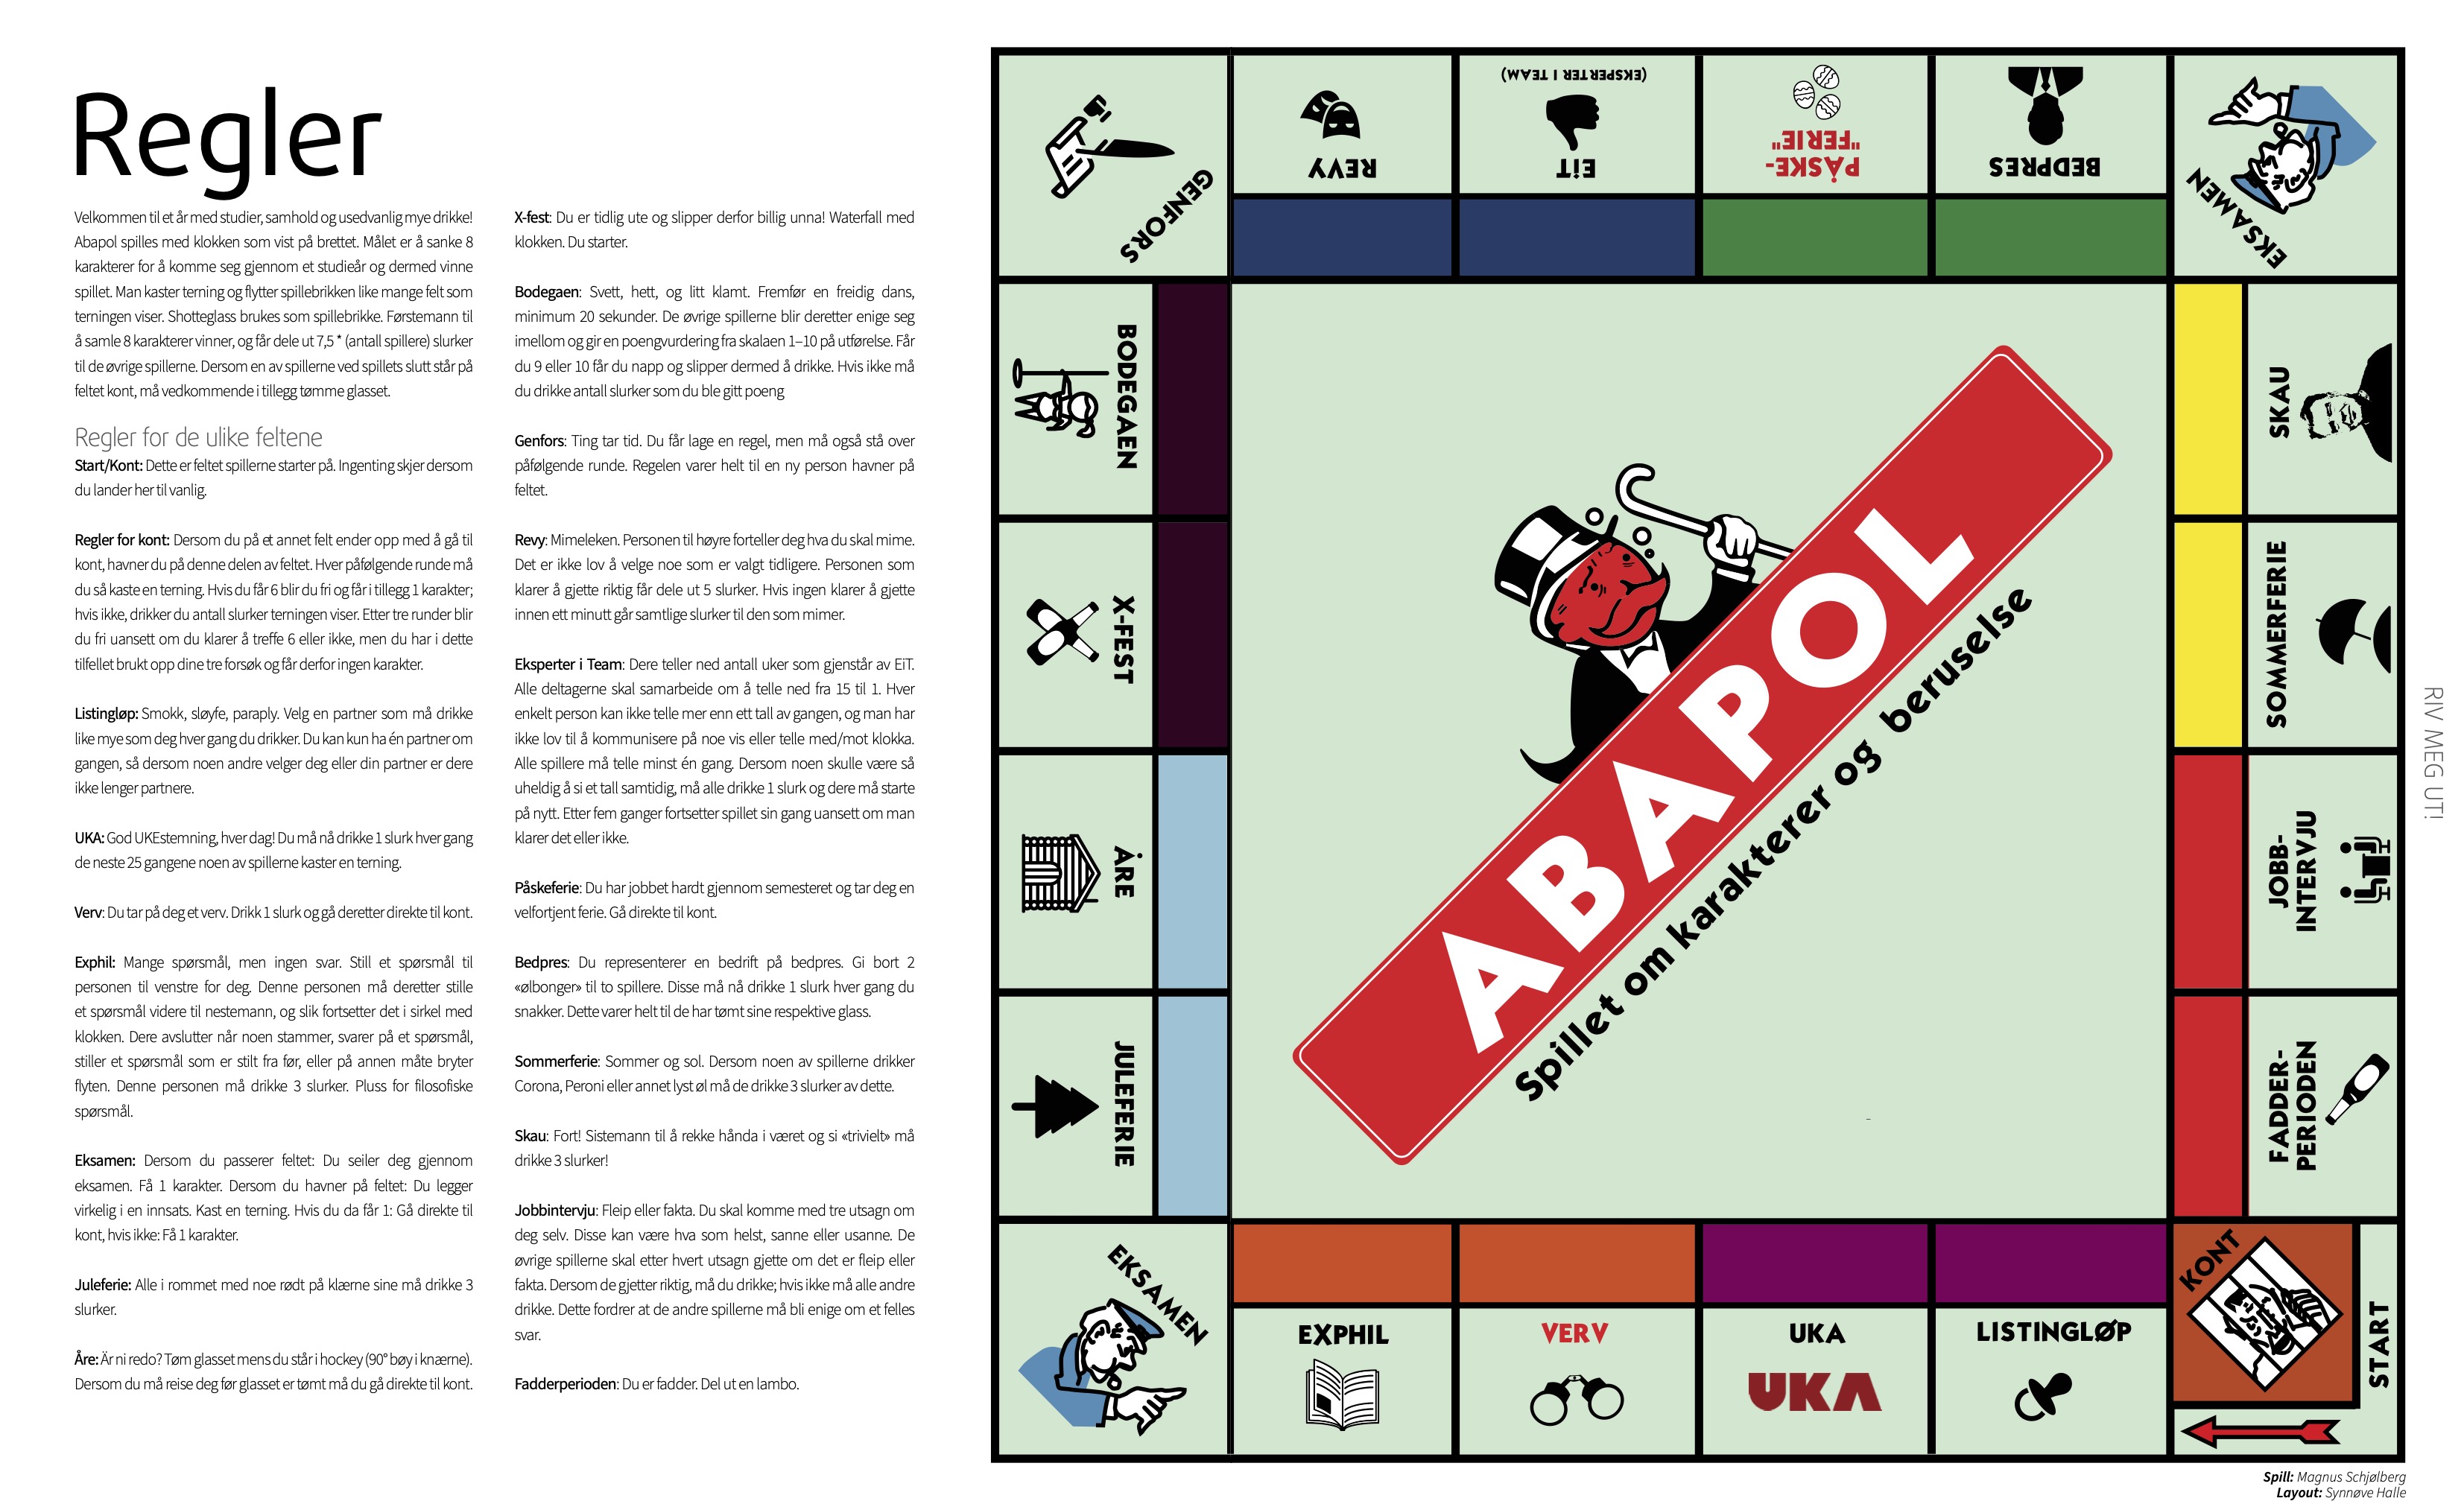 Regler
Velkommen til et år med studier, samhold og usedvanlig mye drikke!
Abapol spilles med klokken som vist på brettet. Målet er å sanke 8
karakterer for å komme seg gjennom et studieår og dermed vinne
spillet. Man kaster terning og flytter spillebrikken like mange felt som
terningen viser. Shotteglass brukes som spillebrikke. Førstemann til
å samle 8 karakterer vinner, og får dele ut 7,5 * (antall spillere) slurker
til de øvrige spillerne. Dersom en av spillerne ved spillets slutt står på
feltet kont, må vedkommende i tillegg tømme glasset.
Regler for de ulike feltene
Start/Kont: Dette er feltet spillerne starter på. Ingenting skjer dersom
du lander her til vanlig.
Regler for kont: Dersom du på et annet felt ender opp med å gå til
kont, havner du på denne delen av feltet. Hver påfølgende runde må
du så kaste en terning. Hvis du får 6 blir du fri og får i tillegg 1 karakter;
hvis ikke, drikker du antall slurker terningen viser. Etter tre runder blir
du fri uansett om du klarer å treffe 6 eller ikke, men du har i dette
tilfellet brukt opp dine tre forsøk og får derfor ingen karakter.
Listingløp: Smokk, sløyfe, paraply. Velg en partner som må drikke
like mye som deg hver gang du drikker. Du kan kun ha én partner om
gangen, så dersom noen andre velger deg eller din partner er dere
ikke lenger partnere.
UKA: God UKEstemning, hver dag! Du må nå drikke 1 slurk hver gang
de neste 25 gangene noen av spillerne kaster en terning.
Verv: Du tar på deg et verv. Drikk 1 slurk og gå deretter direkte til kont.
Exphil: Mange spørsmål, men ingen svar. Still et spørsmål til
personen til venstre for deg. Denne personen må deretter stille
et spørsmål videre til nestemann, og slik fortsetter det i sirkel med
klokken. Dere avslutter når noen stammer, svarer på et spørsmål,
stiller et spørsmål som er stilt fra før, eller på annen måte bryter
flyten. Denne personen må drikke 3 slurker. Pluss for filosofiske
spørsmål.
Eksamen: Dersom du passerer feltet: Du seiler deg gjennom
eksamen. Få 1 karakter. Dersom du havner på feltet: Du legger
virkelig i en innsats. Kast en terning. Hvis du da får 1: Gå direkte til
kont, hvis ikke: Få 1 karakter.
Juleferie: Alle i rommet med noe rødt på klærne sine må drikke 3
slurker.
Åre: Är ni redo? Tøm glasset mens du står i hockey (90° bøy i knærne).
Dersom du må reise deg før glasset er tømt må du gå direkte til kont.
X-fest: Du er tidlig ute og slipper derfor billig unna! Waterfall med
klokken. Du starter.
Bodegaen: Svett, hett, og litt klamt. Fremfør en freidig dans,
minimum 20 sekunder. De øvrige spillerne blir deretter enige seg
imellom og gir en poengvurdering fra skalaen 1–10 på utførelse. Får
du 9 eller 10 får du napp og slipper dermed å drikke. Hvis ikke må
du drikke antall slurker som du ble gitt poeng
Genfors: Ting tar tid. Du får lage en regel, men må også stå over
påfølgende runde. Regelen varer helt til en ny person havner på
feltet.
Revy: Mimeleken. Personen til høyre forteller deg hva du skal mime.
Det er ikke lov å velge noe som er valgt tidligere. Personen som
klarer å gjette riktig får dele ut 5 slurker. Hvis ingen klarer å gjette
innen ett minutt går samtlige slurker til den som mimer.
Eksperter i Team: Dere teller ned antall uker som gjenstår av EiT.
Alle deltagerne skal samarbeide om å telle ned fra 15 til 1. Hver
enkelt person kan ikke telle mer enn ett tall av gangen, og man har
ikke lov til å kommunisere på noe vis eller telle med/mot klokka.
Alle spillere må telle minst én gang. Dersom noen skulle være så
uheldig å si et tall samtidig, må alle drikke 1 slurk og dere må starte
på nytt. Etter fem ganger fortsetter spillet sin gang uansett om man
klarer det eller ikke.
Påskeferie: Du har jobbet hardt gjennom semesteret og tar deg en
velfortjent ferie. Gå direkte til kont.
Bedpres: Du representerer en bedrift på bedpres. Gi bort 2
«ølbonger» til to spillere. Disse må nå drikke 1 slurk hver gang du
snakker. Dette varer helt til de har tømt sine respektive glass.
Sommerferie: Sommer og sol. Dersom noen av spillerne drikker
Corona, Peroni eller annet lyst øl må de drikke 3 slurker av dette.
Skau: Fort! Sistemann til å rekke hånda i været og si «trivielt» må
drikke 3 slurker!
Jobbintervju: Fleip eller fakta. Du skal komme med tre utsagn om
deg selv. Disse kan være hva som helst, sanne eller usanne. De
øvrige spillerne skal etter hvert utsagn gjette om det er fleip eller
fakta. Dersom de gjetter riktig, må du drikke; hvis ikke må alle andre
drikke. Dette fordrer at de andre spillerne må bli enige om et felles
svar.
Fadderperioden: Du er fadder. Del ut en lambo.
GENFORS
REVY
(EKSPERTER I TEAM)
EiT
PÅSKE-
"FERIE"
BEDPRES
EKSAMEN
BODEGAEN
X-FEST
ÅRE
JULEFERIE
SKAU
SOMMERFERIE
JOBB-
INTERVJU
FADDER-
PERIODEN
ABAPOL
Spillet om karakterer og beruselse
EKSAMEN
EXPHIL
VERV
UKA
UKA
LISTINGLØP
KONT
START
RIV MEG UT!
Spill: Magnus Schjølberg
Layout: Synnøve Halle